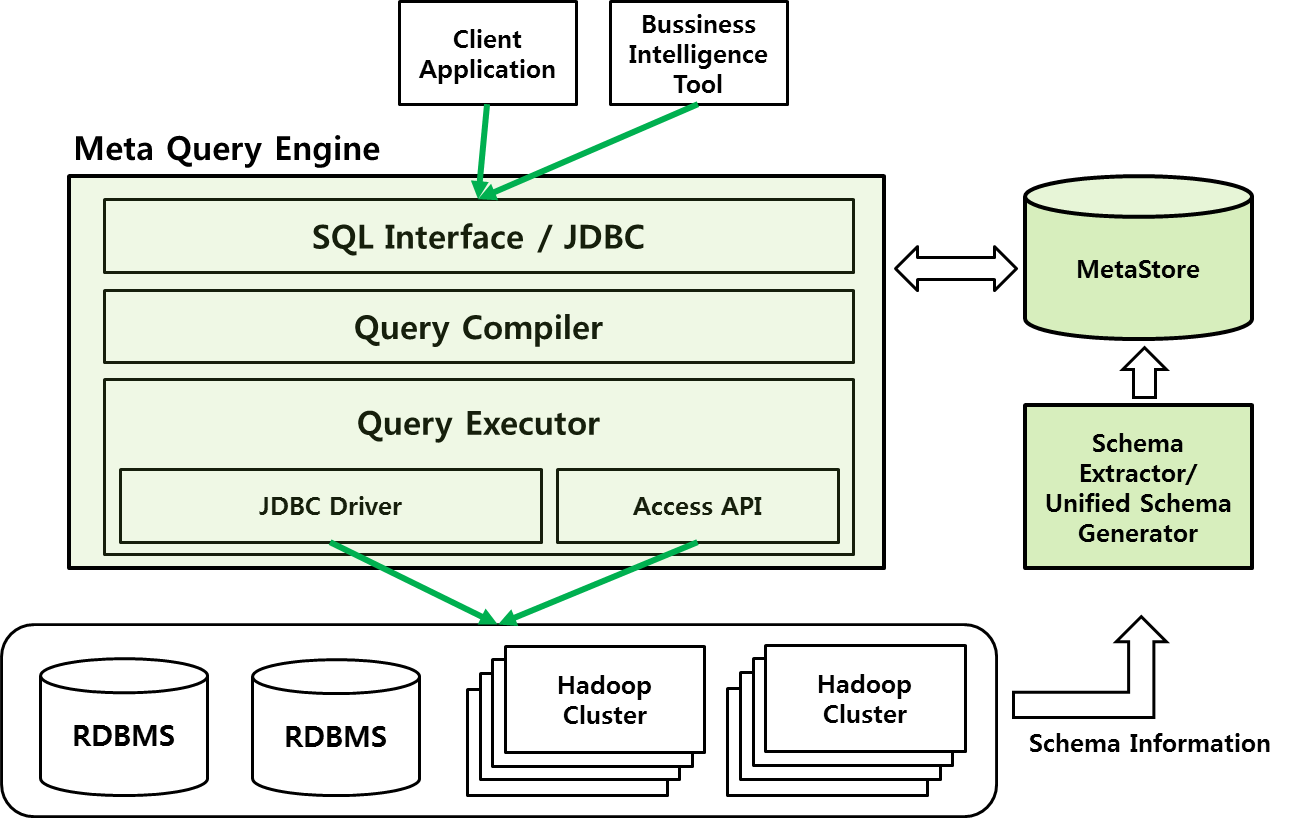 Client
Application
Bussiness
Intelligence
Tool
Meta Query Engine
SQL Interface / JDBC
Query Compiler
Query Executor
JDBC Driver
Access API
MetaStore
Schema
Extractor/
Unified Schema
Generator
RDBMS
RDBMS
Hadoop
Cluster
Hadoop
Cluster
Schema Information